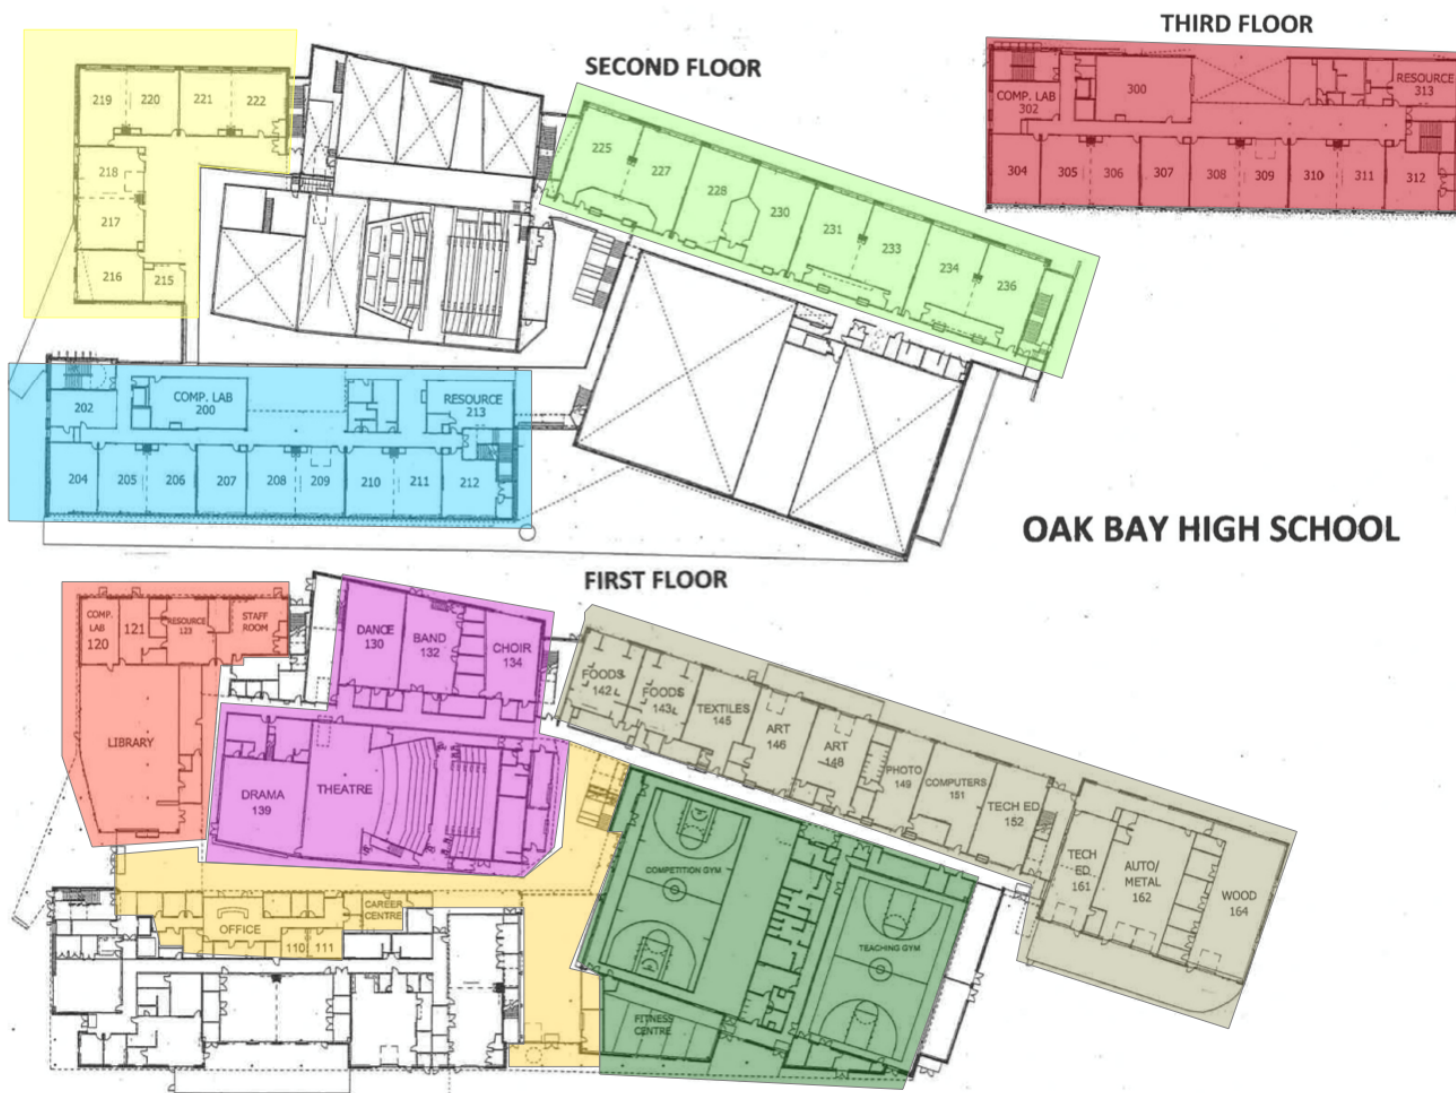 THIRD FLOOR
SECOND FLOOR
219
220
221
222
218
217
216
215
225
227
228
230
231
233
234
236
COMP. LAB
302
300
RESOURCE
313
304
305
306
307
308
309
310
311
312
202
COMP. LAB
200
RESOURCE
213
204
205
206
207
208
209
210
211
212
OAK BAY HIGH SCHOOL
FIRST FLOOR
COMP.
LAB
120
121
RESOURCE
123
STAFF
ROOM
LIBRARY
DANCE
130
BAND
132
CHOIR
134
DRAMA
139
THEATRE
FOODS
142
FOODS
143
TEXTILES
145
ART
146
ART
148
PHOTO
149
COMPUTERS
151
TECH ED
152
TECH
ED
161
AUTO/
METAL
162
WOOD
164
COMPETITION GYM
TEACHING GYM
FITNESS
CENTRE
OFFICE
CAREER
CENTRE
110
111